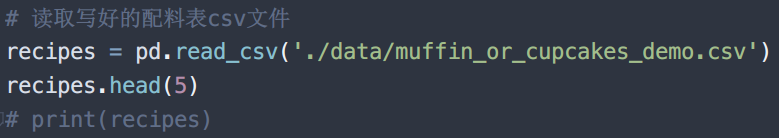 # 读取写好的配料表csv文件
recipes = pd.read_csv('./data/muffin_or_cupcakes_demo.csv')
recipes.head(5)
# print(recipes)